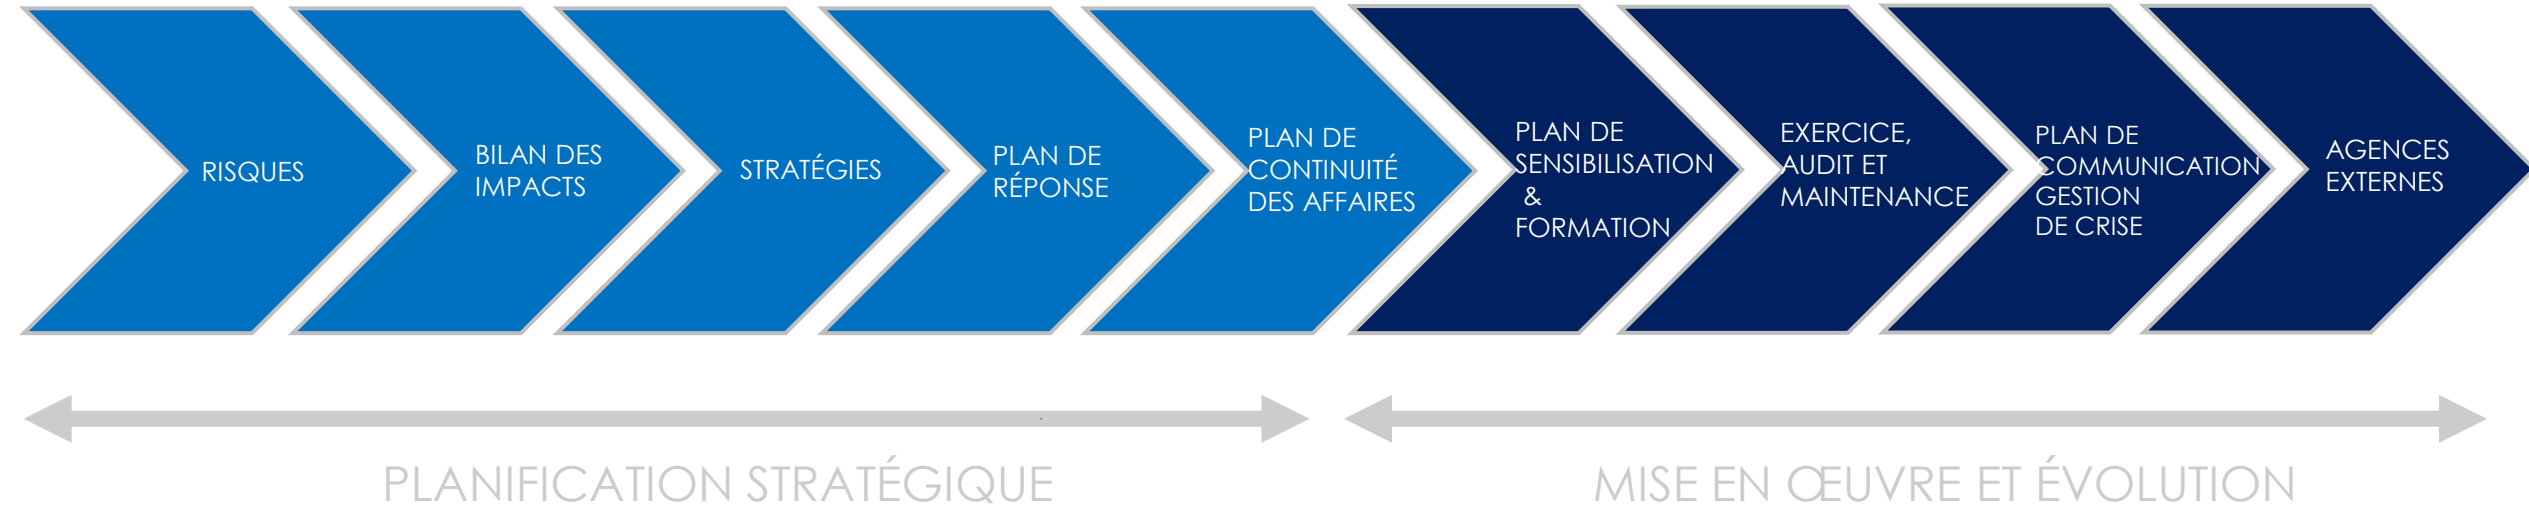 RISQUES
BILAN DES
IMPACTS
STRATÉGIES
PLAN DE
RÉPONSE
PLAN DE
CONTINUITÉ
DES AFFAIRES
PLAN DE
SENSIBILISATION
&
FORMATION
EXERCICE,
AUDIT ET
MAINTENANCE
PLAN DE
COMMUNICATION
GESTION
DE CRISE
AGENCES
EXTERNES
PLANIFICATION STRATÉGIQUE
MISE EN ŒUVRE ET ÉVOLUTION